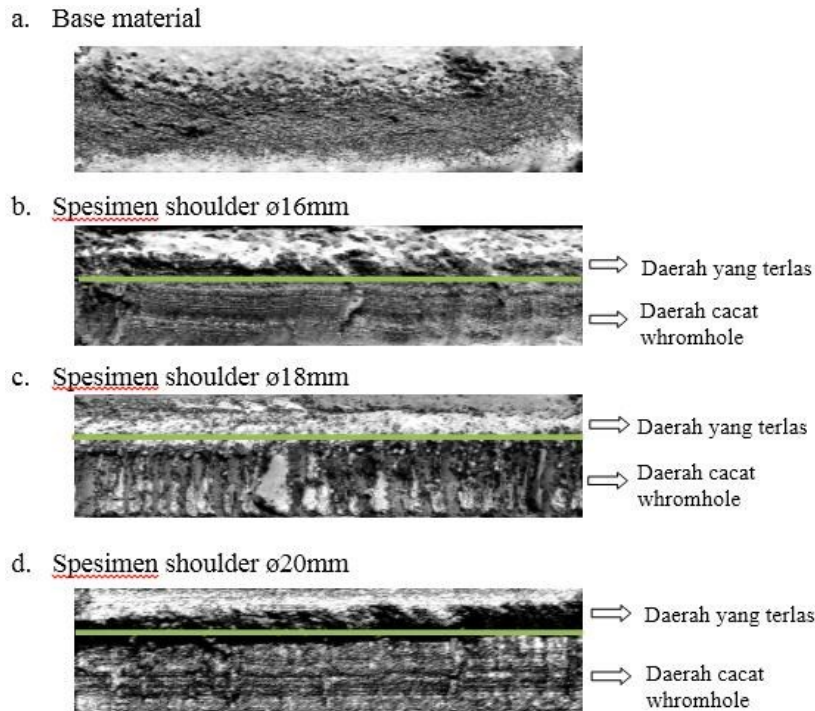 a. Base material
b. Spesimen shoulder ø16mm
Daerah yang terlas
Daerah cacat
whromhole
c. Spesimen shoulder ø18mm
Daerah yang terlas
Daerah cacat
whromhole
d. Spesimen shoulder ø20mm
Daerah yang terlas
Daerah cacat
whromhole